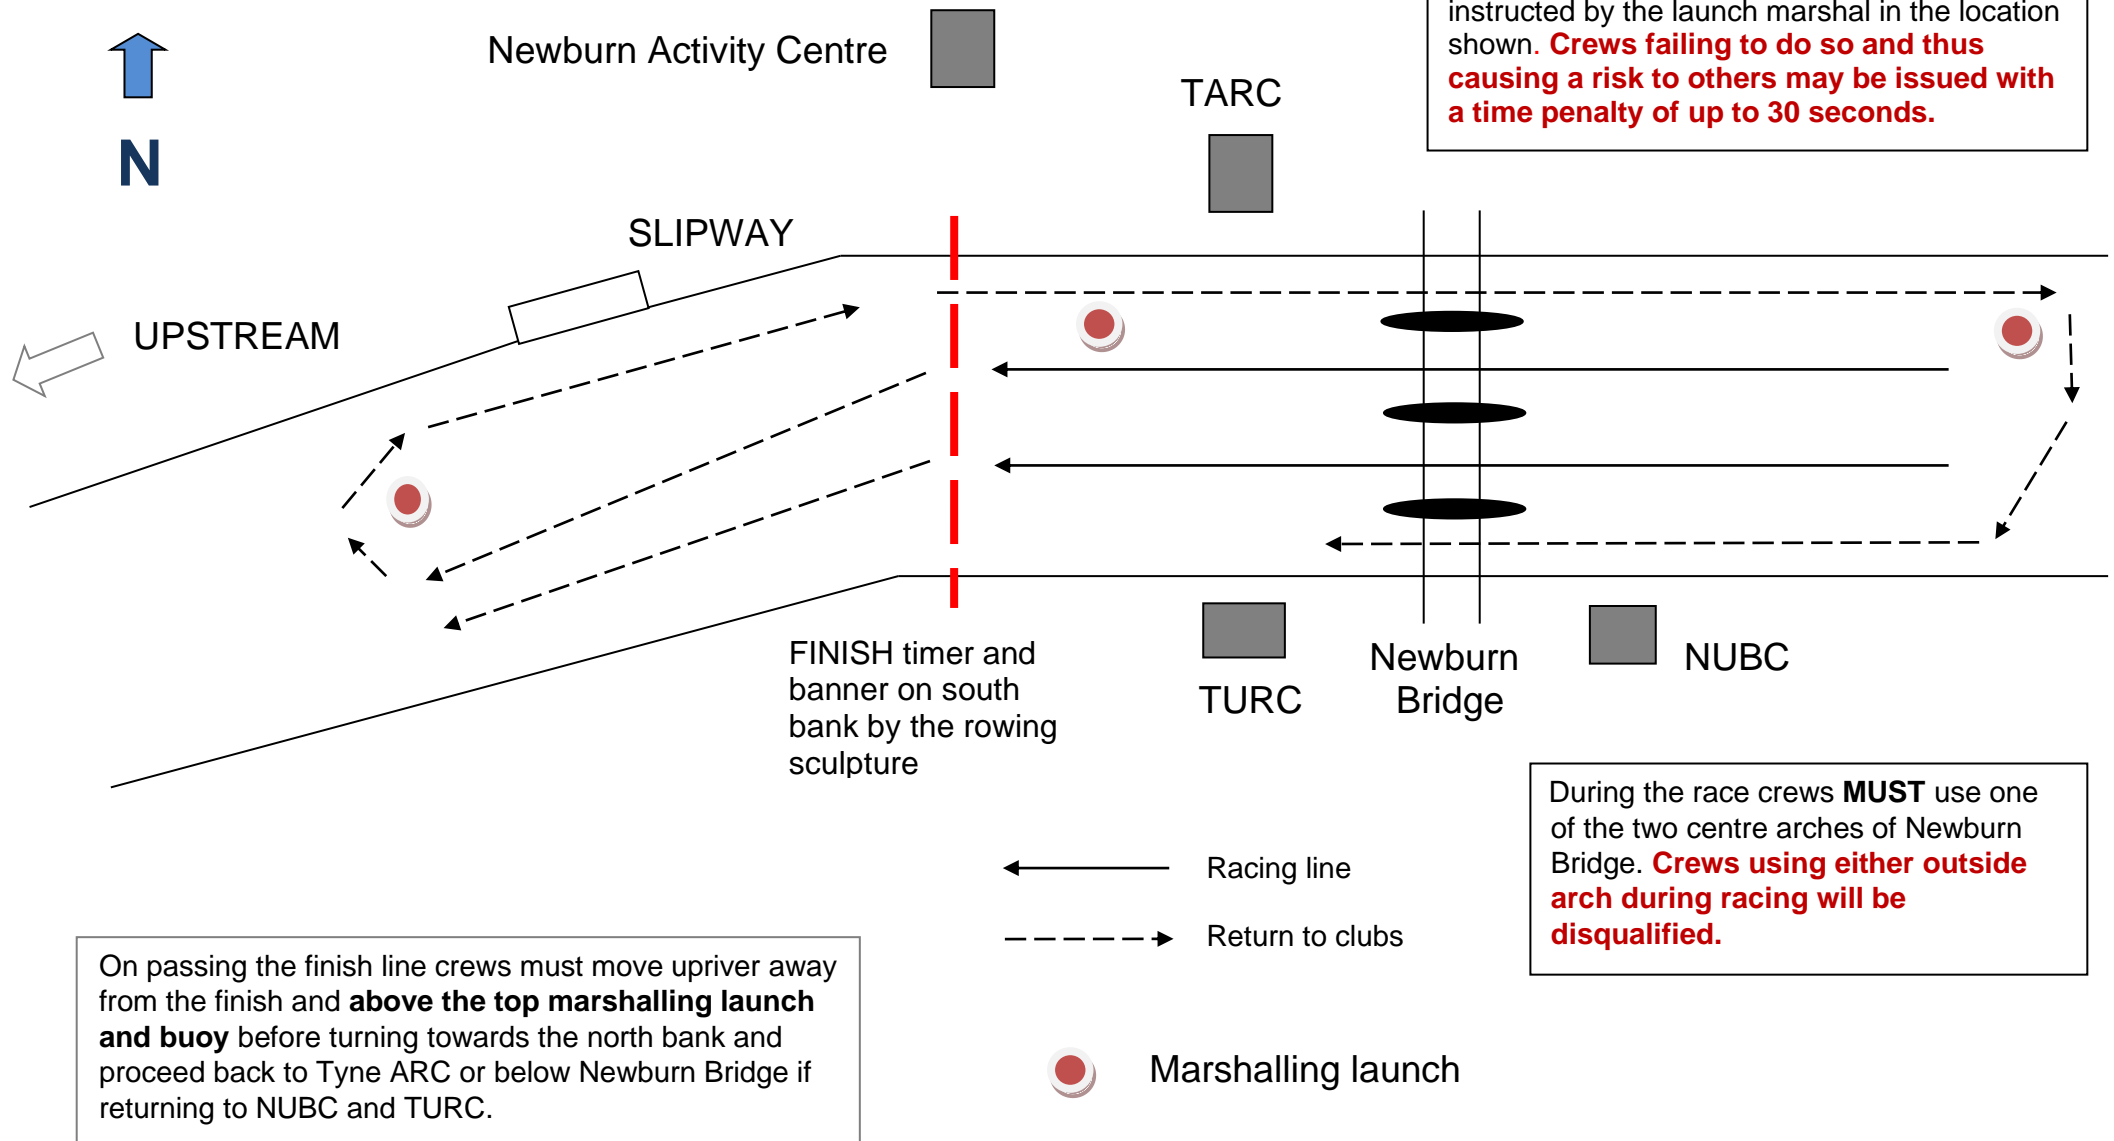 instructed by the launch marshal in the location
shown. Crews failing to do so and thus
causing a risk to others may be issued with
a time penalty of up to 30 seconds.
Newburn Activity Centre
TARC
N
SLIPWAY
UPSTREAM
FINISH timer and
banner on south
bank by the rowing
sculpture
TURC
Newburn
Bridge
NUBC
During the race crews MUST use one
of the two centre arches of Newburn
Bridge. Crews using either outside
arch during racing will be
disqualified.
Racing line
Return to clubs
On passing the finish line crews must move upriver away
from the finish and above the top marshalling launch
and buoy before turning towards the north bank and
proceed back to Tyne ARC or below Newburn Bridge if
returning to NUBC and TURC.
Marshalling launch